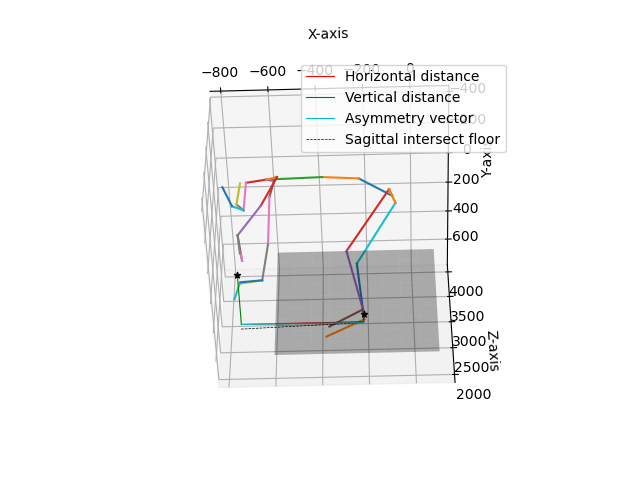 X-axis
−800 −600 −400 −200 0
Horizontal distance
Vertical distance
Asymmetry vector
Sagittal intersect floor
−400
−200
0
200
400
600
Y-axis
4000
3500
3000
2500
2000
Z-axis